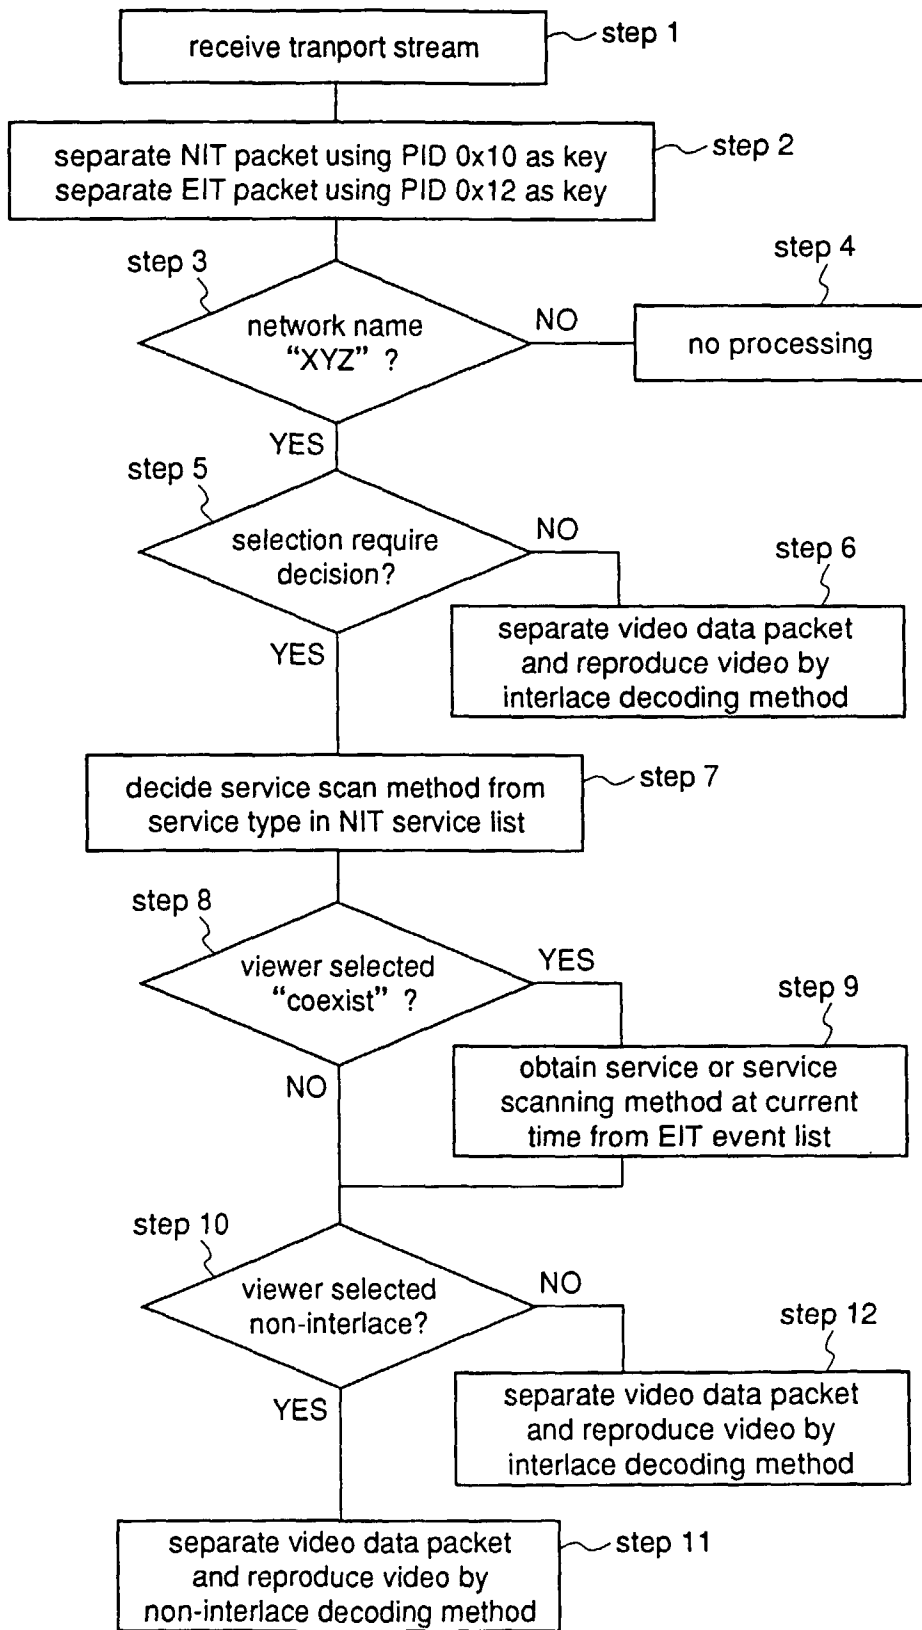 receive tranport stream
step 1
separate NIT packet using PID 0x10 as key
separate EIT packet using PID 0x12 as key
step 2
step 3
network name
“XYZ” ?
NO
step 4
no processing
YES
step 5
selection require
decision?
NO
step 6
separate video data packet
and reproduce video by
interlace decoding method
YES
decide service scan method from
service type in NIT service list
step 7
step 8
viewer selected
“coexist” ?
YES
step 9
obtain service or service
scanning method at current
time from EIT event list
NO
step 10
viewer selected
non-interlace?
NO
step 12
separate video data packet
and reproduce video by
interlace decoding method
YES
separate video data packet
and reproduce video by
non-interlace decoding method
step 11